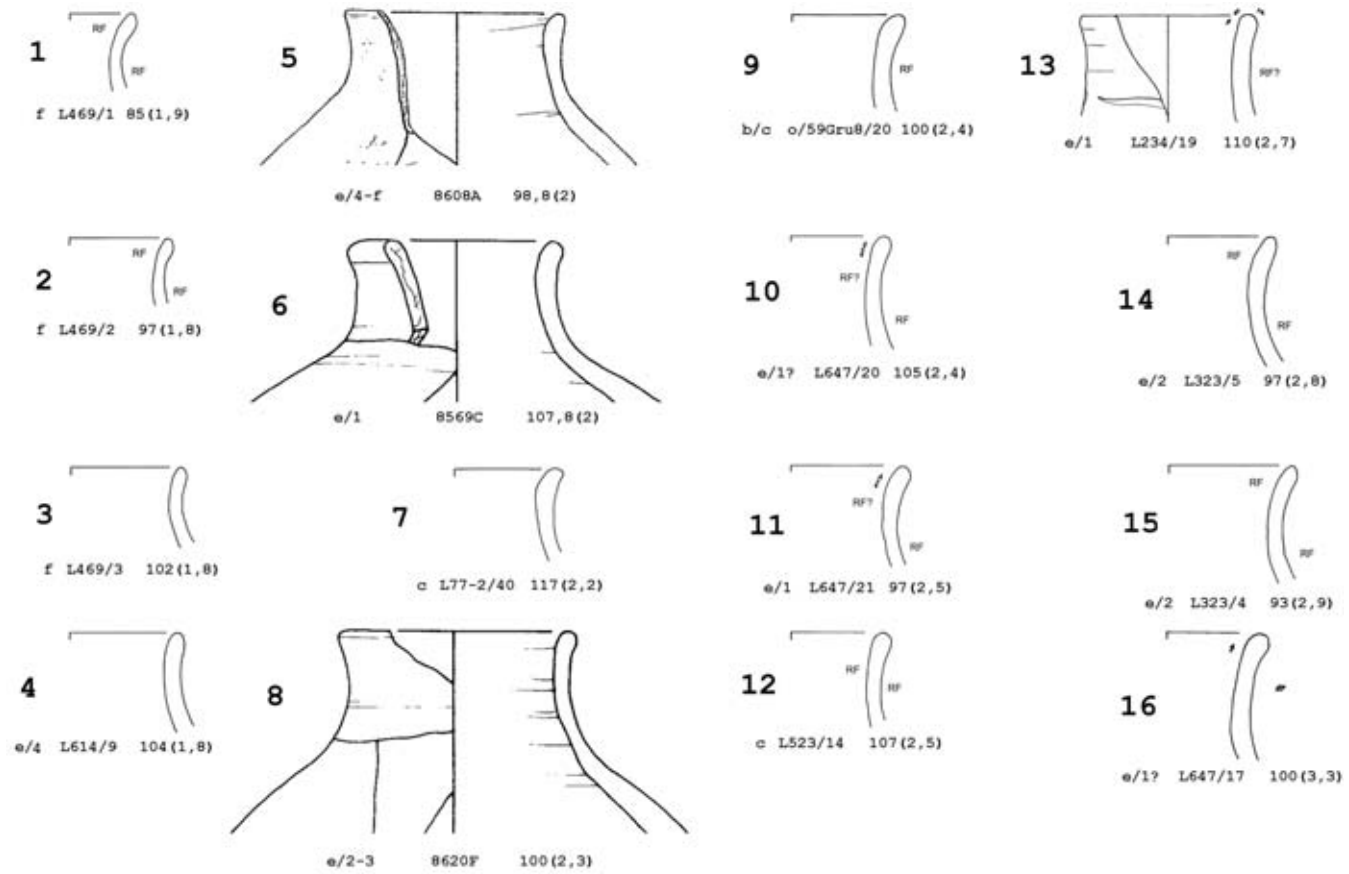 1
RF
RF
f L469/1 85(1,9)
2
RF
RF
f L469/2 97(1,8)
3
f L469/3 102(1,8)
4
e/4 L614/9 104(1,8)
5
e/4-f 8608A 98,8(2)
6
e/1 8569C 107,8(2)
7
c L77-2/40 117(2,2)
8
e/2-3 8620F 100(2,3)
9
RF
b/c o/59Gru8/20 100(2,4)
10
RF?
RF
e/1? L647/20 105(2,4)
11
RF?
RF
e/1 L647/21 97(2,5)
12
RF
RF
c L523/14 107(2,5)
13
RF?
e/1 L234/19 110(2,7)
14
RF
RF
e/2 L323/5 97(2,8)
15
RF
RF
e/2 L323/4 93(2,9)
16
e/1? L647/17 100(3,3)